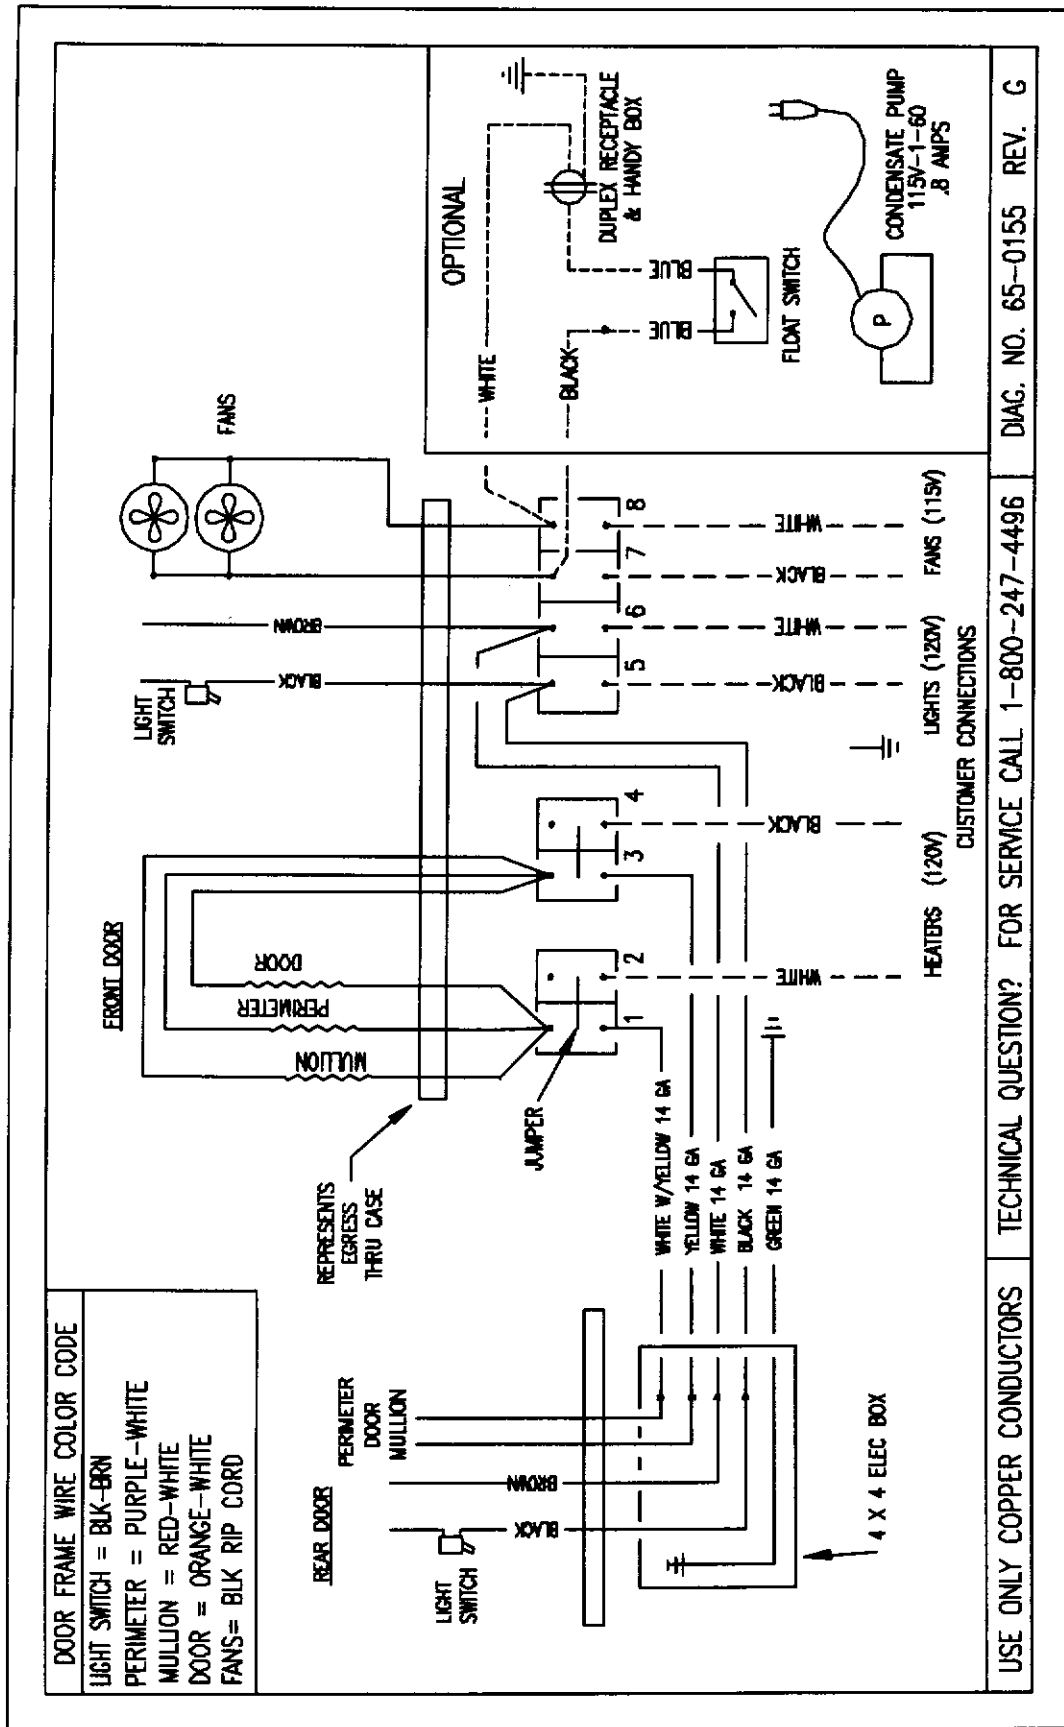 DOOR FRAME WIRE COLOR CODE
LIGHT SWITCH = BLK-BRN
PERIMETER = PURPLE-WHITE
MULLION = RED-WHITE
DOOR = ORANGE-WHITE
FANS= BLK RIP CORD
FRONT DOOR
MULLION
PERIMETER
DOOR
LIGHT
SWITCH
BLACK
BROWN
FANS
REPRESENTS
EGRESS
THRU CASE
JUMPER
1
2
3
4
5
6
7
8
REAR DOOR
LIGHT
SWITCH
BLACK
BROWN
PERIMETER
DOOR
MULLION
WHITE W/YELLOW 14 GA
YELLOW 14 GA
WHITE 14 GA
BLACK 14 GA
GREEN 14 GA
4 X 4 ELEC BOX
WHITE
BLACK
BLACK
WHITE
BLACK
WHITE
HEATERS (120V)
LIGHTS (120V)
FANS (115V)
CUSTOMER CONNECTIONS
OPTIONAL
WHITE
BLACK
BLUE
BLUE
DUPLEX RECEPTACLE
& HANDY BOX
FLOAT SWITCH
P
CONDENSATE PUMP
115V-1-60
.8 AMPS
USE ONLY COPPER CONDUCTORS
TECHNICAL QUESTION? FOR SERVICE CALL 1-800-247-4496
DIAG. NO. 65-0155 REV. G